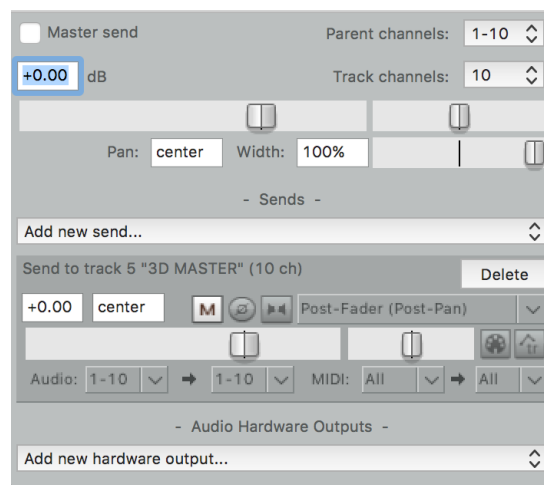 Master send Parent channels: 1-10
+0.00 dB Track channels: 10
Pan: center Width: 100%
- Sends -
Add new send...
Send to track 5 "3D MASTER" (10 ch)
Delete
+0.00 center M Post-Fader (Post-Pan)
tr
Audio: 1-10 → 1-10 MIDI: All → All
- Audio Hardware Outputs -
Add new hardware output...